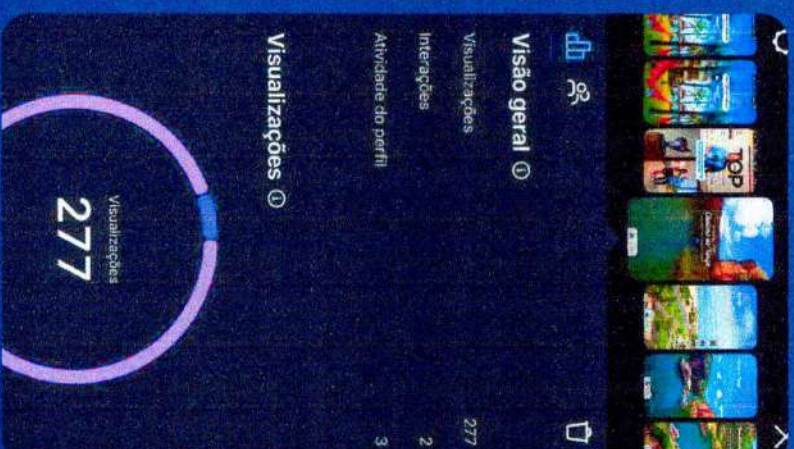 TOP
Visão geral
Visualizações 277
Interações 2
Atividade do perfil 3
Visualizações
Visualizações
277